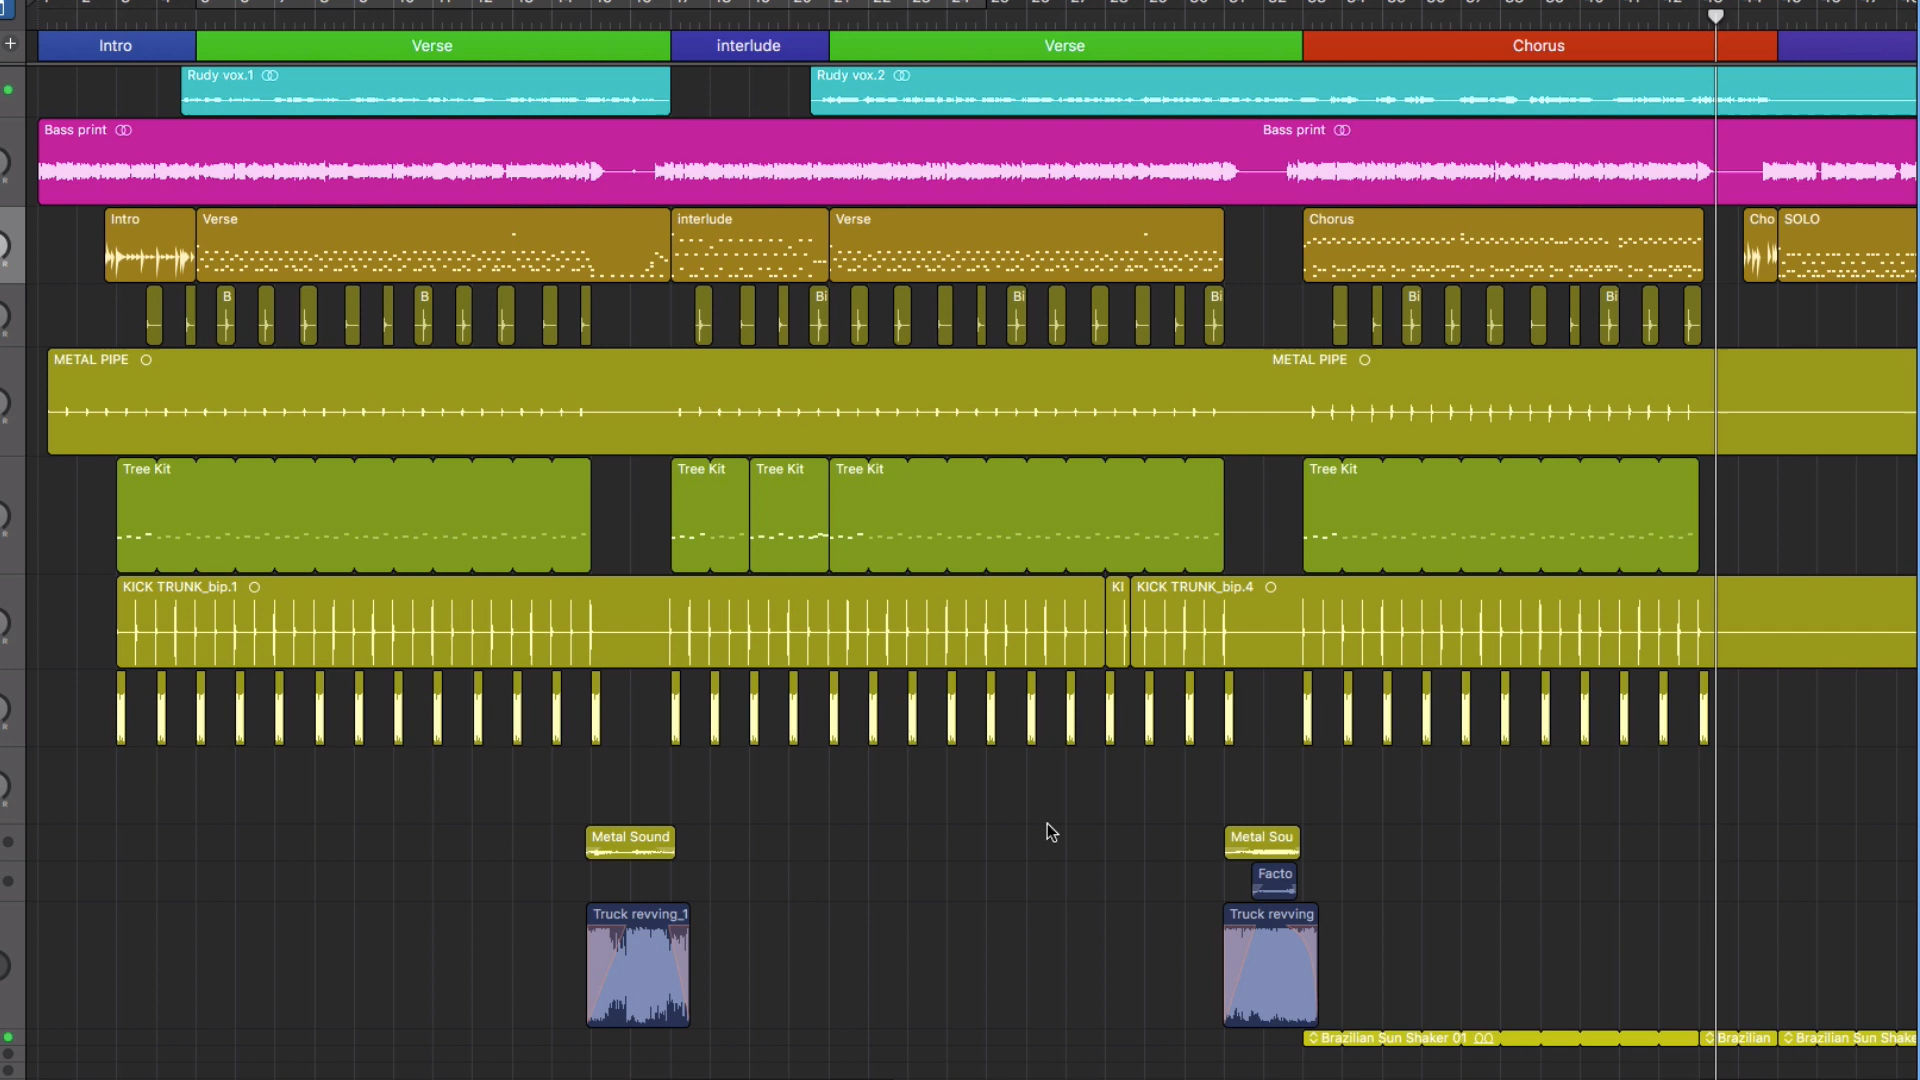 Intro Verse interlude Verse Chorus
Rudy vox.1 Rudy vox.2
Bass print Bass print
Intro Verse interlude Verse Chorus Cho SOLO
B B Bi Bi Bi Bi Bi
METAL PIPE METAL PIPE
Tree Kit Tree Kit Tree Kit Tree Kit Tree Kit
KICK TRUNK_bip.1 KI KICK TRUNK_bip.4
Metal Sound Metal Sou
Facto
Truck revving_1 Truck revving
Brazilian Sun Shaker 01 Brazilian Brazilian Sun Shake